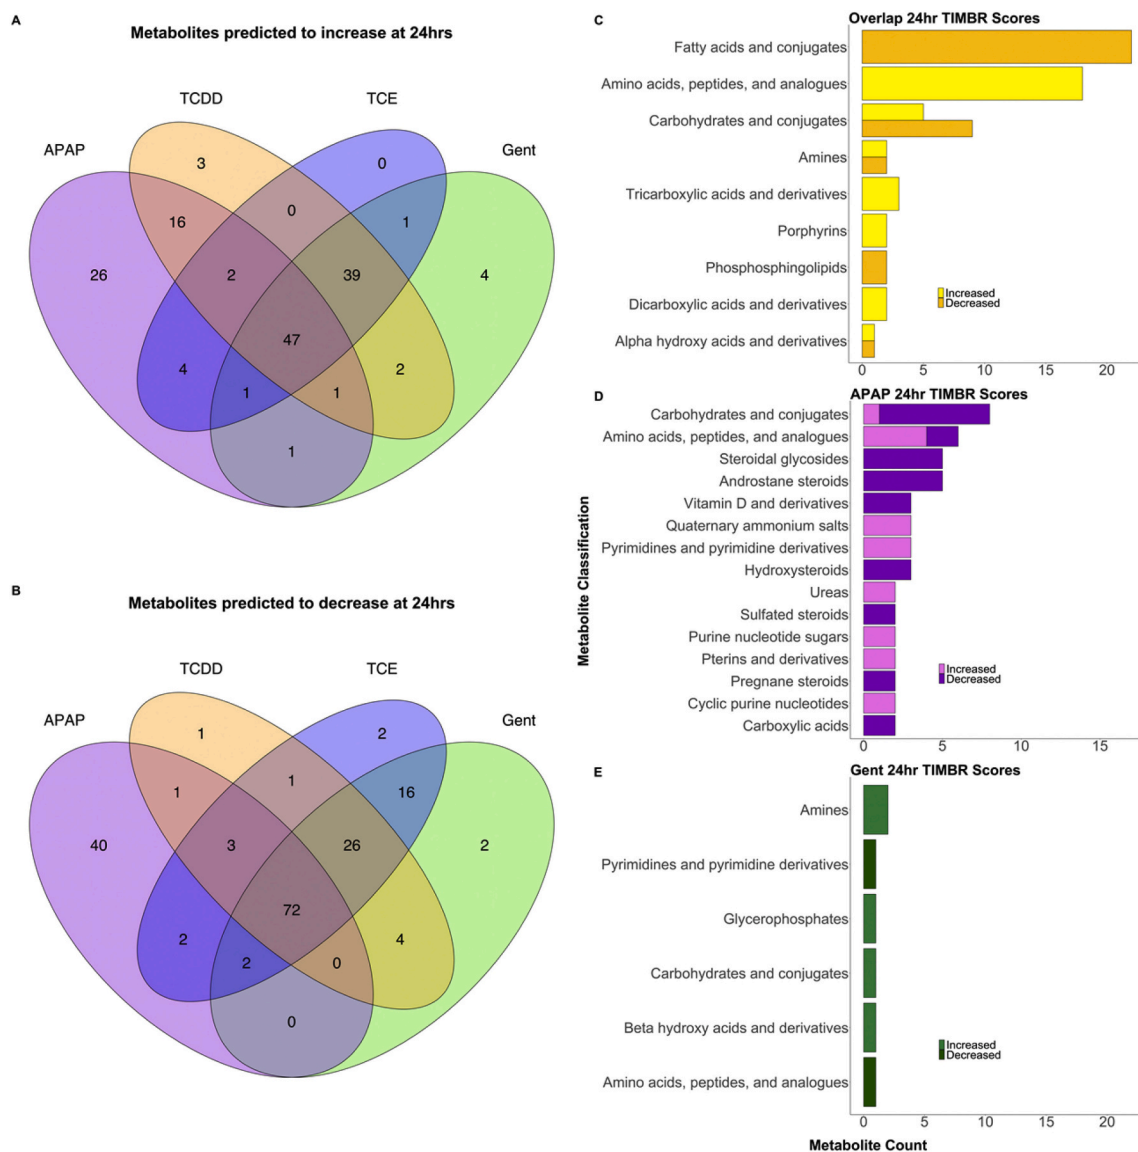 A
Metabolites predicted to increase at 24hrs
TCDD
TCE
APAP
Gent
3
0
16
0
1
26
2
39
4
47
4
1
1
2
1
B
Metabolites predicted to decrease at 24hrs
TCDD
TCE
APAP
Gent
1
2
1
1
16
40
3
26
2
72
2
2
0
4
0
C
Overlap 24hr TIMBR Scores
Fatty acids and conjugates
Amino acids, peptides, and analogues
Carbohydrates and conjugates
Amines
Tricarboxylic acids and derivatives
Porphyrins
Phosphosphingolipids
Dicarboxylic acids and derivatives
Alpha hydroxy acids and derivatives
Increased
Decreased
0 5 10 15 20
D
APAP 24hr TIMBR Scores
Metabolite Classification
Carbohydrates and conjugates
Amino acids, peptides, and analogues
Steroidal glycosides
Androstane steroids
Vitamin D and derivatives
Quaternary ammonium salts
Pyrimidines and pyrimidine derivatives
Hydroxysteroids
Ureas
Sulfated steroids
Purine nucleotide sugars
Pterins and derivatives
Pregnane steroids
Cyclic purine nucleotides
Carboxylic acids
Increased
Decreased
0 5 10 15
E
Gent 24hr TIMBR Scores
Amines
Pyrimidines and pyrimidine derivatives
Glycerophosphates
Carbohydrates and conjugates
Beta hydroxy acids and derivatives
Amino acids, peptides, and analogues
Increased
Decreased
0 5 10 15 20
Metabolite Count